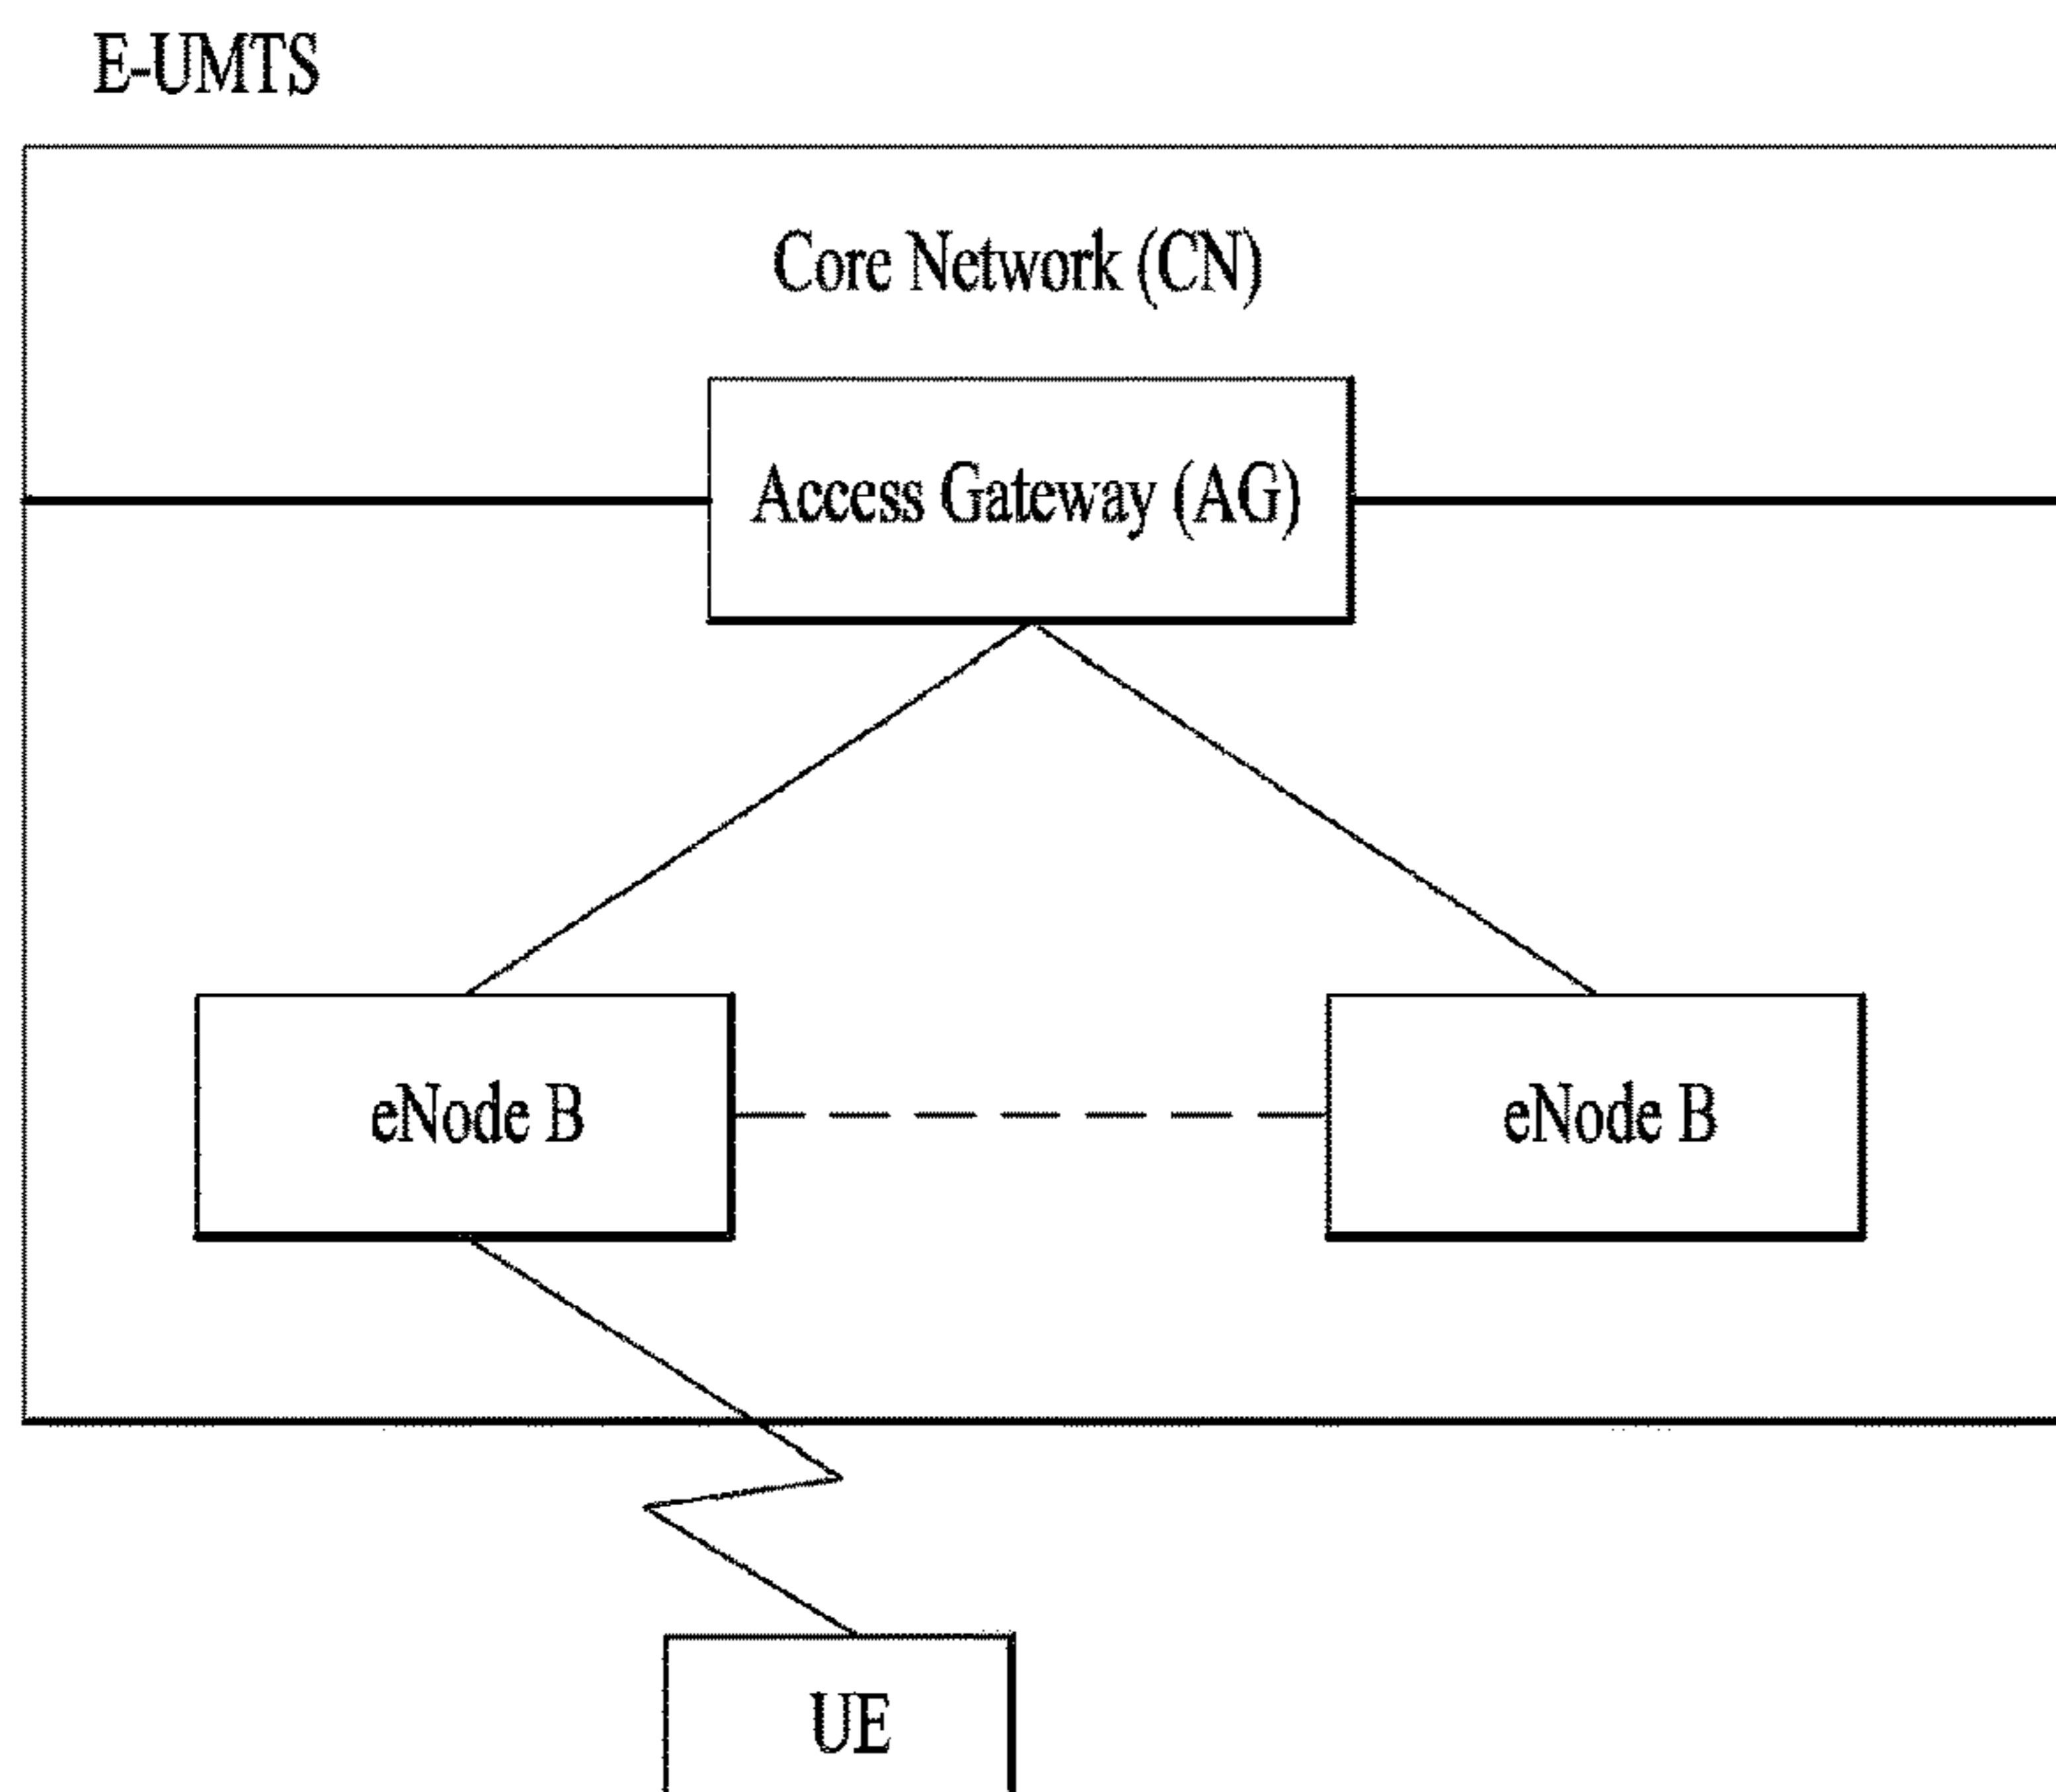 E-UMTS
Core Network (CN)
Access Gateway (AG)
eNode B
eNode B
UE